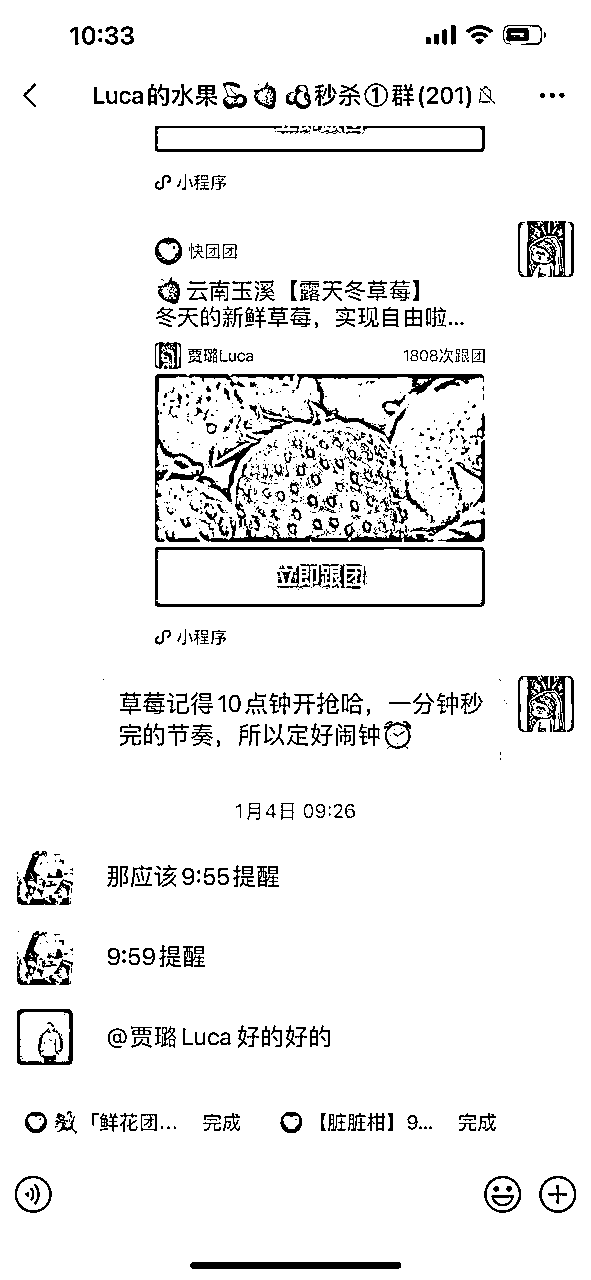 10:33
Luca的水果🍒🍓🍐秒杀①群(201)
小程序
快团团
🍓云南玉溪【露天冬草莓】
冬天的新鲜草莓，实现自由啦...
贾璐Luca
1808次跟团
立即跟团
小程序
草莓记得10点钟开抢哈，一分钟秒
完的节奏，所以定好闹钟⏰
1月4日 09:26
那应该9:55提醒
9:59提醒
@贾璐Luca 好的好的
「鲜花团... 完成
【脏脏柑】9... 完成